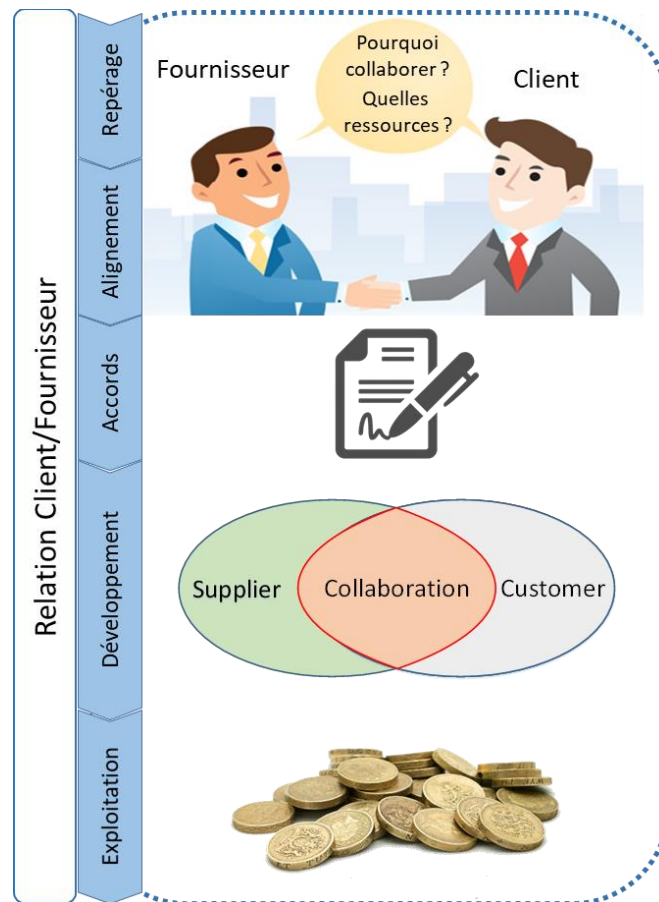 Relation Client/Fournisseur
Repérage
Alignement
Accords
Développement
Exploitation
Fournisseur
Pourquoi
collaborer ?
Quelles
ressources ?
Client
Supplier
Collaboration
Customer